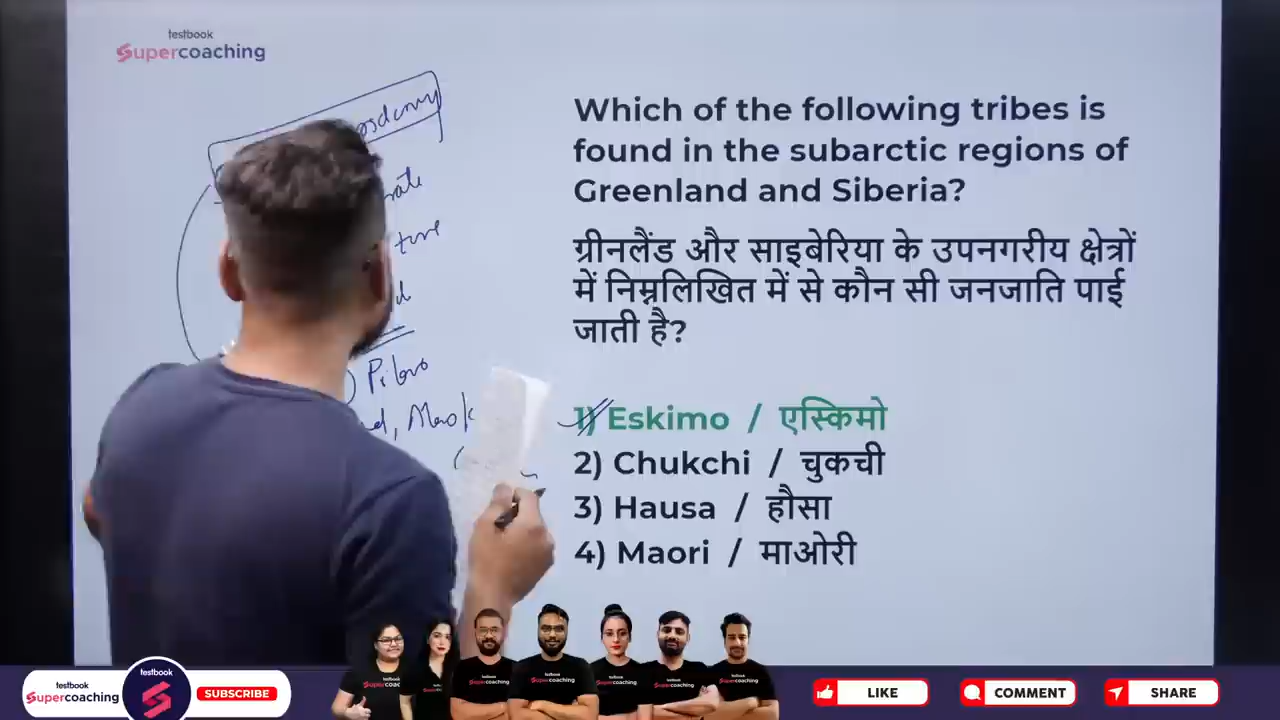 testbook
Supercoaching
Which of the following tribes is
found in the subarctic regions of
Greenland and Siberia?
ग्रीनलैंड और साइबेरिया के उपनगरीय क्षेत्रों
में निम्नलिखित में से कौन सी जनजाति पाई
जाती है?
1) Eskimo / एस्किमो
2) Chukchi / चुकची
3) Hausa / हौसा
4) Maori / माओरी
testbook
Supercoaching
testbook
SUBSCRIBE
LIKE
COMMENT
SHARE